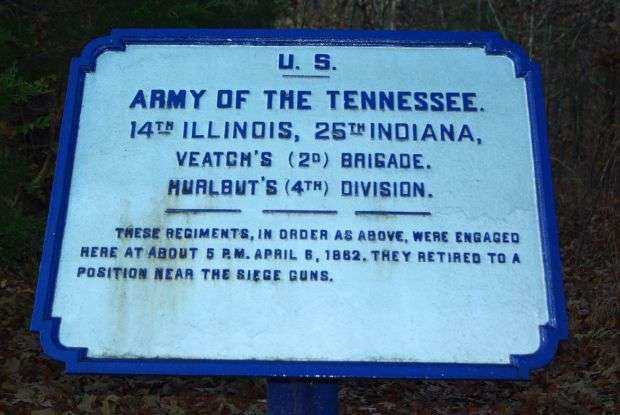 U. S.
ARMY OF THE TENNESSEE.
14TH ILLINOIS, 25TH INDIANA,
VEATCH'S (2D) BRIGADE.
HURLBUT'S (4TH) DIVISION.
THESE REGIMENTS, IN ORDER AS ABOVE, WERE ENGAGED
HERE AT ABOUT 5 P.M. APRIL 6, 1862. THEY RETIRED TO A
POSITION NEAR THE SIEGE GUNS.